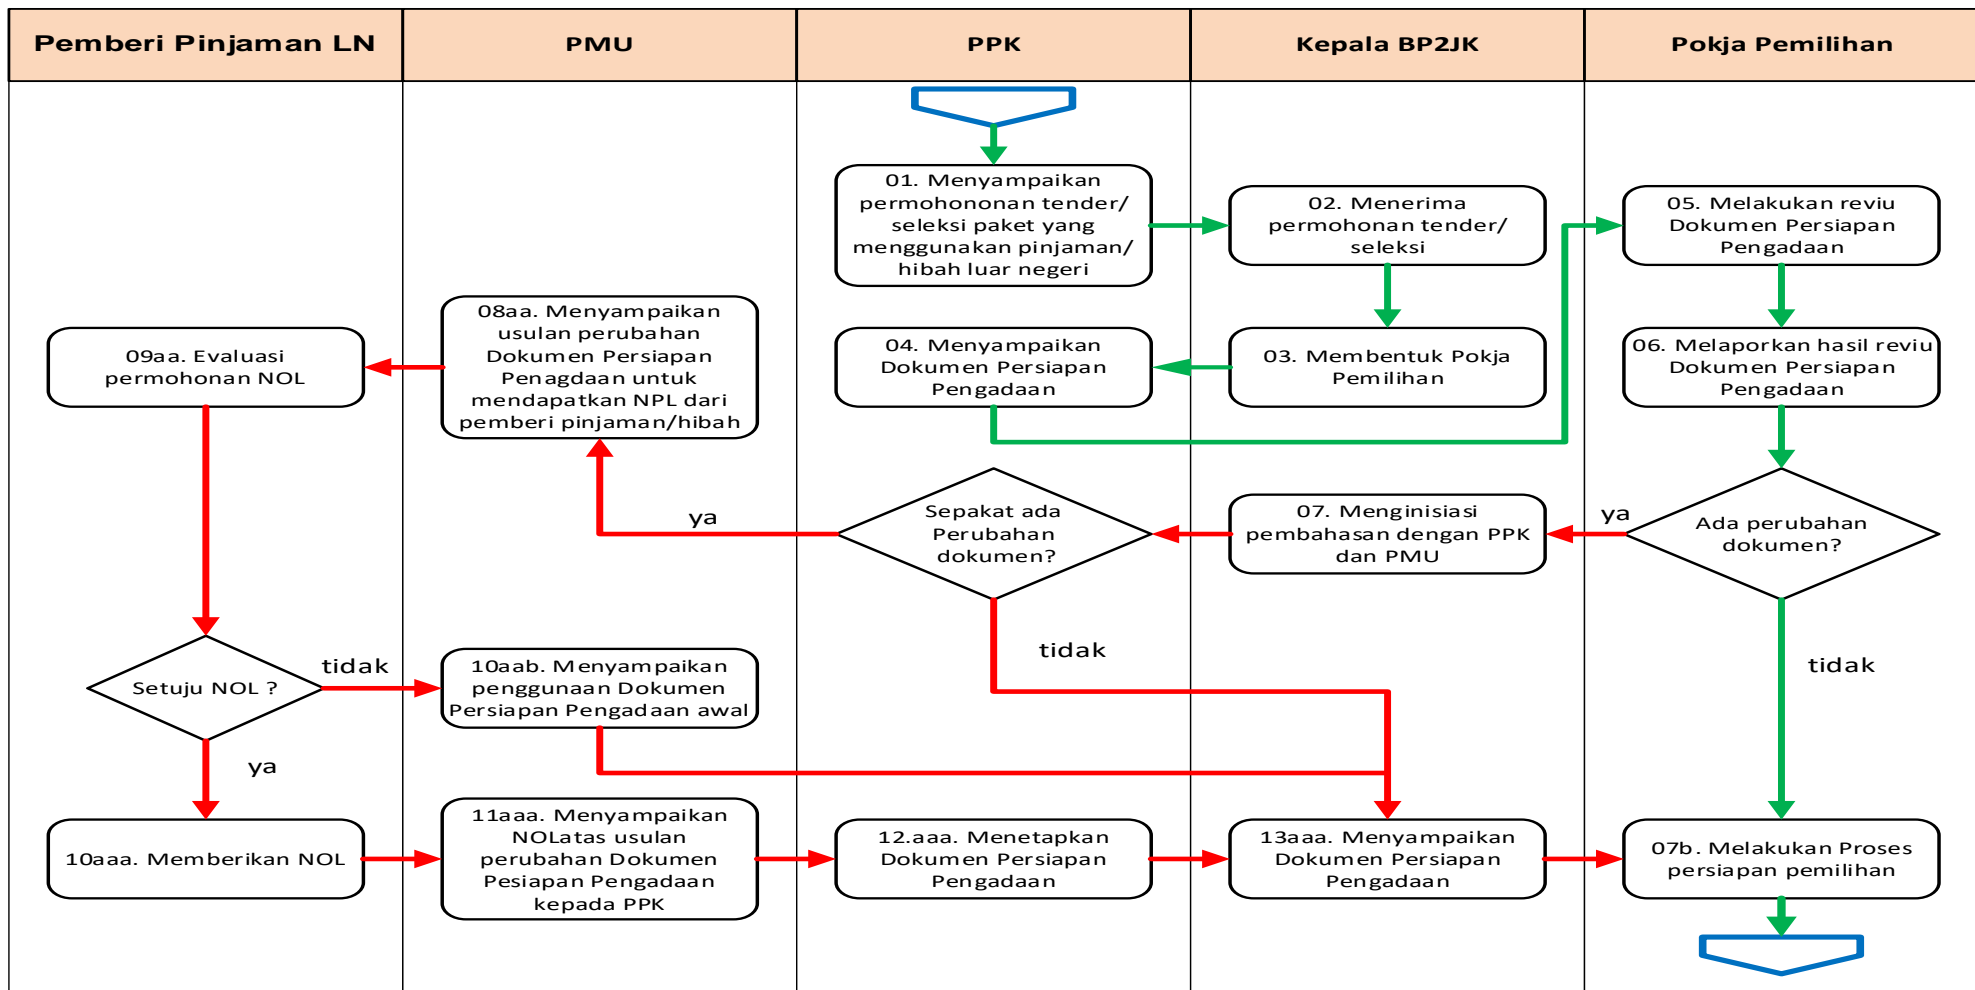 Pemberi Pinjaman LN
PMU
PPK
Kepala BP2JK
Pokja Pemilihan
01. Menyampaikan
permohononan tender/
seleksi paket yang
menggunakan pinjaman/
hibah luar negeri
02. Menerima
permohonan tender/
seleksi
05. Melakukan reviu
Dokumen Persiapan
Pengadaan
08aa. Menyampaikan
usulan perubahan
Dokumen Persiapan
Penagdaan untuk
mendapatkan NPL dari
pemberi pinjaman/hibah
09aa. Evaluasi
permohonan NOL
04. Menyampaikan
Dokumen Persiapan
Pengadaan
03. Membentuk Pokja
Pemilihan
06. Melaporkan hasil reviu
Dokumen Persiapan
Pengadaan
ya
Sepakat ada
Perubahan
dokumen?
07. Menginisiasi
pembahasan dengan PPK
dan PMU
ya
Ada perubahan
dokumen?
tidak
tidak
tidak
Setuju NOL ?
10aab. Menyampaikan
penggunaan Dokumen
Persiapan Pengadaan awal
ya
10aaa. Memberikan NOL
11aaa. Menyampaikan
NOLatas usulan
perubahan Dokumen
Pesiapan Pengadaan
kepada PPK
12.aaa. Menetapkan
Dokumen Persiapan
Pengadaan
13aaa. Menyampaikan
Dokumen Persiapan
Pengadaan
07b. Melakukan Proses
persiapan pemilihan